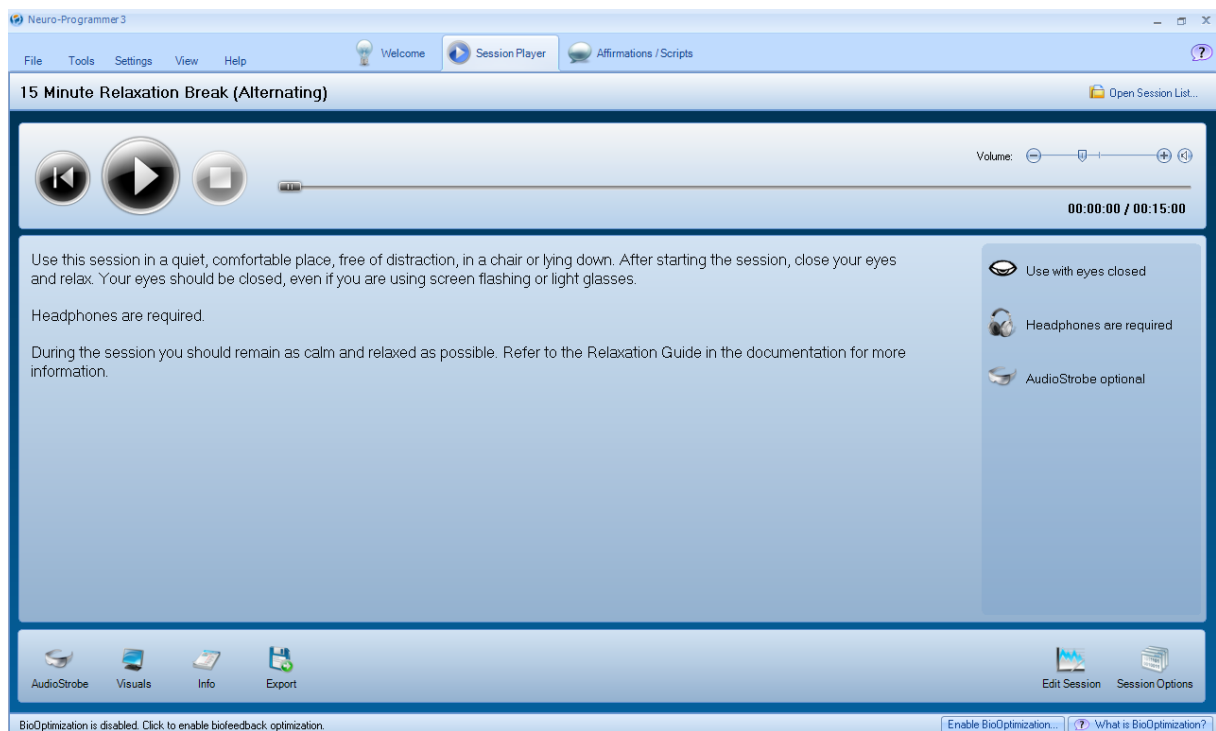 Neuro-Programmer 3
File Tools Settings View Help Welcome Session Player Affirmations / Scripts ?
15 Minute Relaxation Break (Alternating) Open Session List...
Volume:
00:00:00 / 00:15:00
Use this session in a quiet, comfortable place, free of distraction, in a chair or lying down. After starting the session, close your eyes
and relax. Your eyes should be closed, even if you are using screen flashing or light glasses.
Headphones are required.
During the session you should remain as calm and relaxed as possible. Refer to the Relaxation Guide in the documentation for more
information.
Use with eyes closed
Headphones are required
AudioStrobe optional
AudioStrobe Visuals Info Export Edit Session Session Options
BioOptimization is disabled. Click to enable biofeedback optimization. Enable BioOptimization... ? What is BioOptimization?